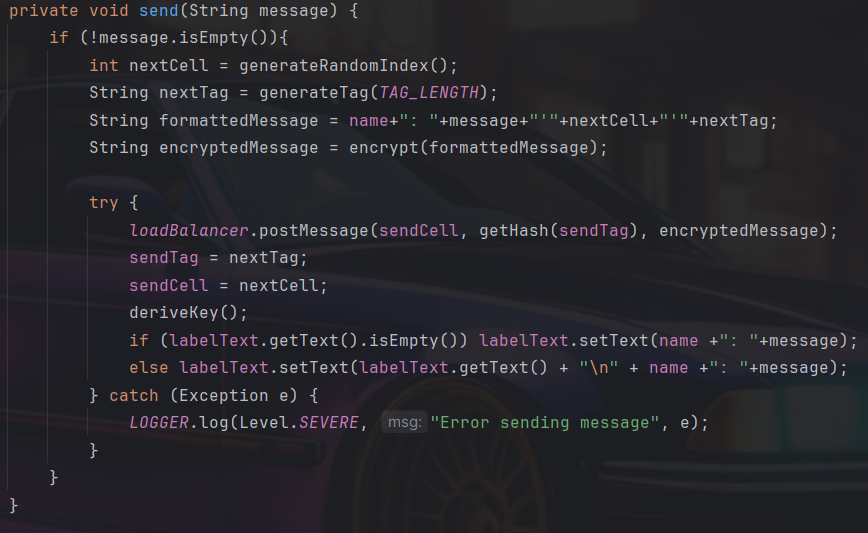 private void send(String message) {
    if (!message.isEmpty()){
        int nextCell = generateRandomIndex();
        String nextTag = generateTag(TAG_LENGTH);
        String formattedMessage = name+": "+message+"'"+nextCell+"'"+nextTag;
        String encryptedMessage = encrypt(formattedMessage);

        try {
            loadBalancer.postMessage(sendCell, getHash(sendTag), encryptedMessage);
            sendTag = nextTag;
            sendCell = nextCell;
            deriveKey();
            if (labelText.getText().isEmpty()) labelText.setText(name +": "+message);
            else labelText.setText(labelText.getText() + "\n" + name +": "+message);
        } catch (Exception e) {
            LOGGER.log(Level.SEVERE, msg: "Error sending message", e);
        }
    }
}